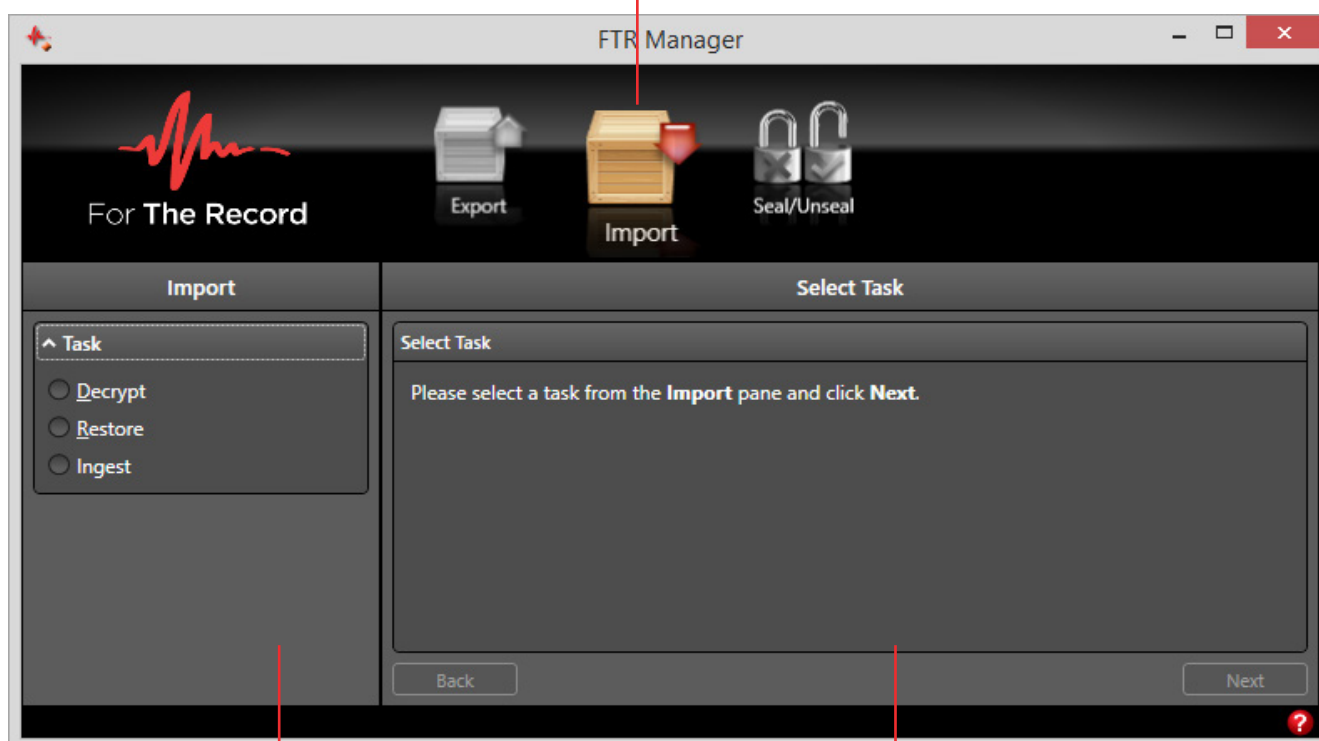 FTR Manager
For The Record
Export
Import
Seal/Unseal
Import
Select Task
Task
Decrypt
Restore
Ingest
Select Task
Please select a task from the Import pane and click Next.
Back
Next
?